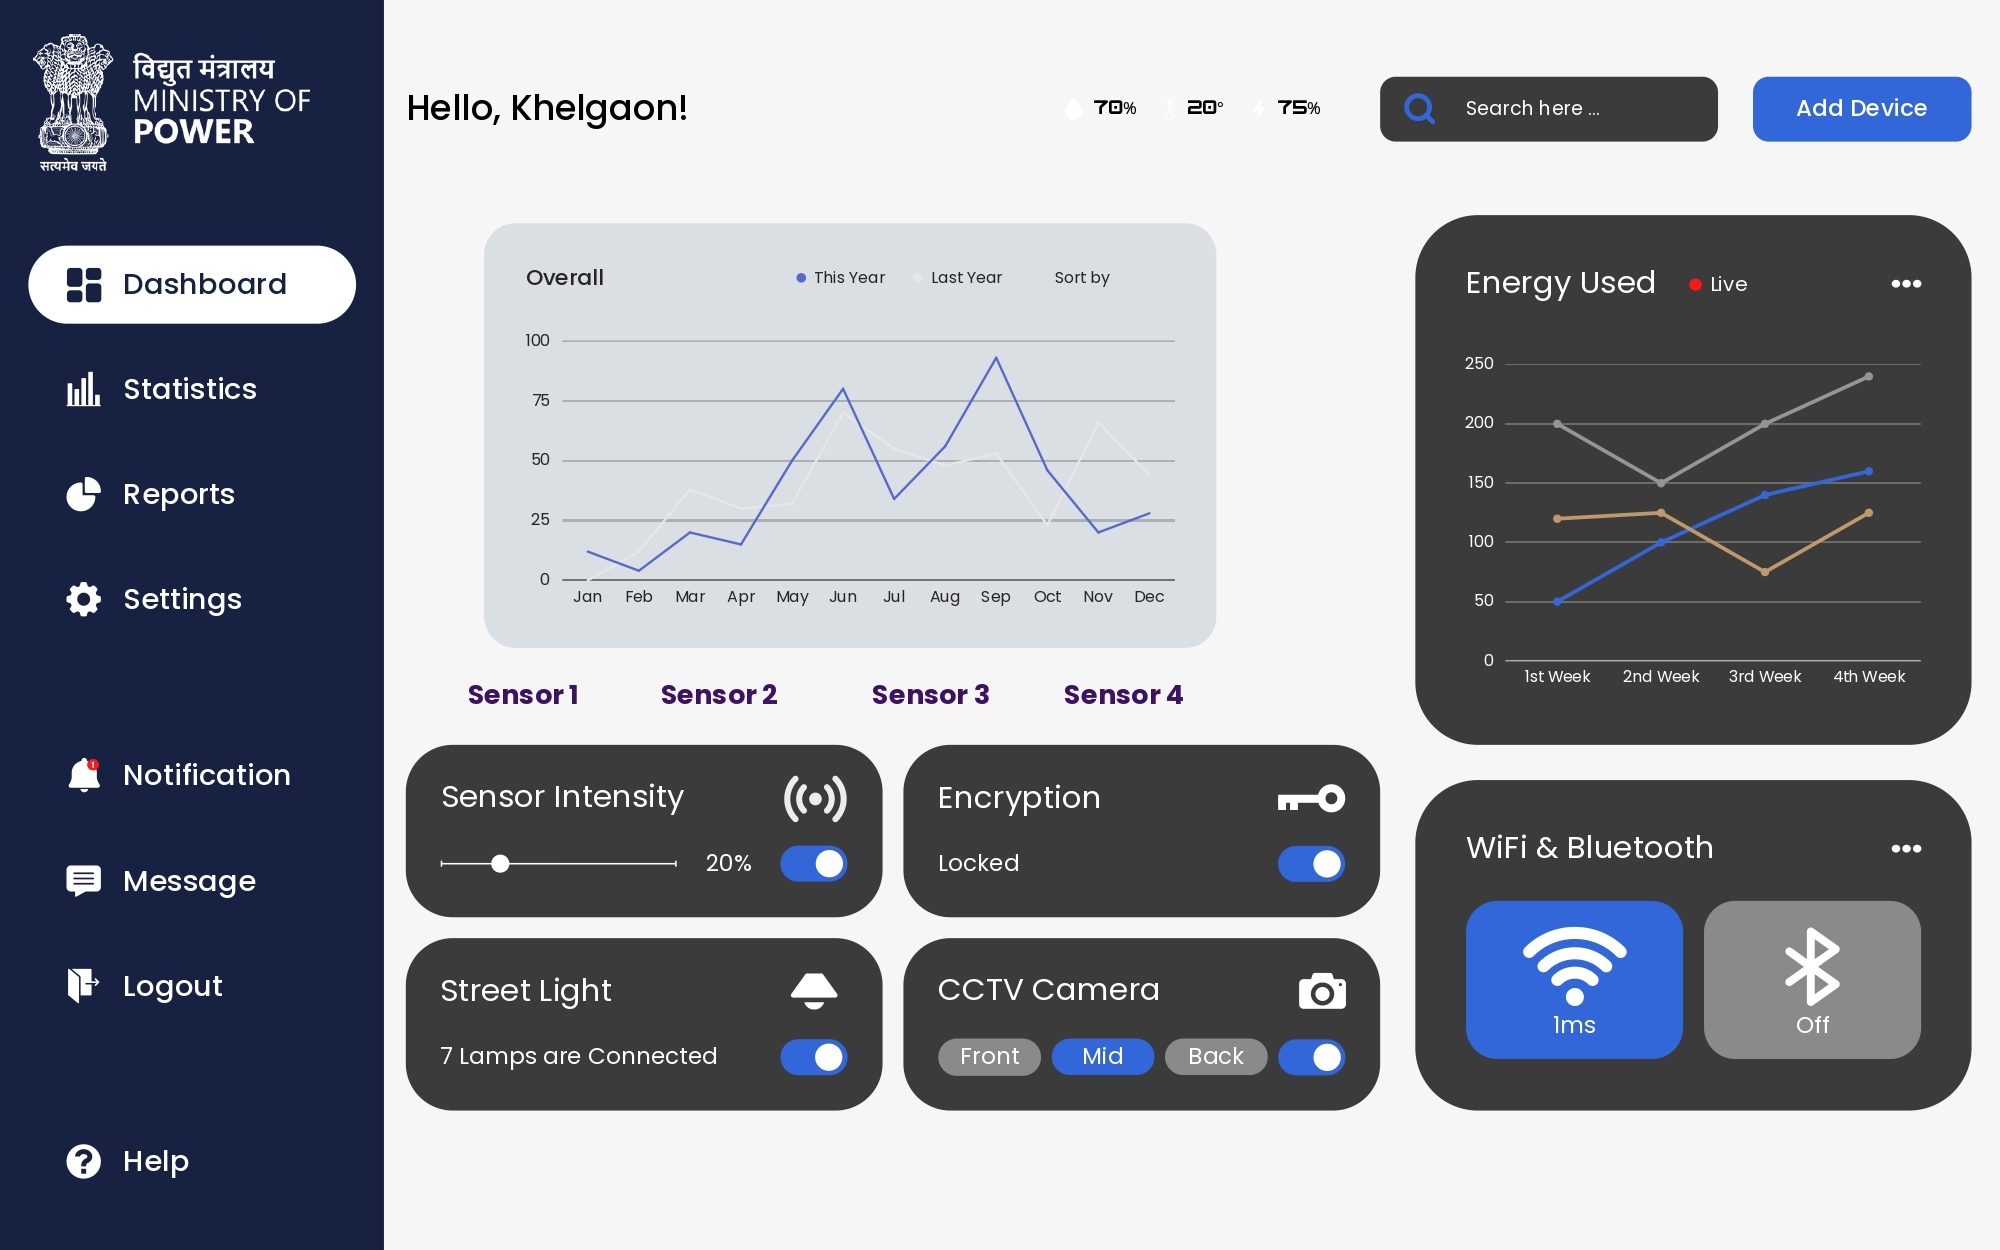 विद्युत मंत्रालय
MINISTRY OF
POWER
सत्यमेव जयते
Dashboard
Statistics
Reports
Settings
Notification
1
Message
Logout
Help
Hello, Khelgaon!
70% 20° 75%
Search here ...
Add Device
Overall
This Year Last Year Sort by
100
75
50
25
0
Jan Feb Mar Apr May Jun Jul Aug Sep Oct Nov Dec
Sensor 1 Sensor 2 Sensor 3 Sensor 4
Sensor Intensity
20%
Encryption
Locked
Street Light
7 Lamps are Connected
CCTV Camera
Front Mid Back
Energy Used Live
250
200
150
100
50
0
1st Week 2nd Week 3rd Week 4th Week
WiFi & Bluetooth
1ms Off